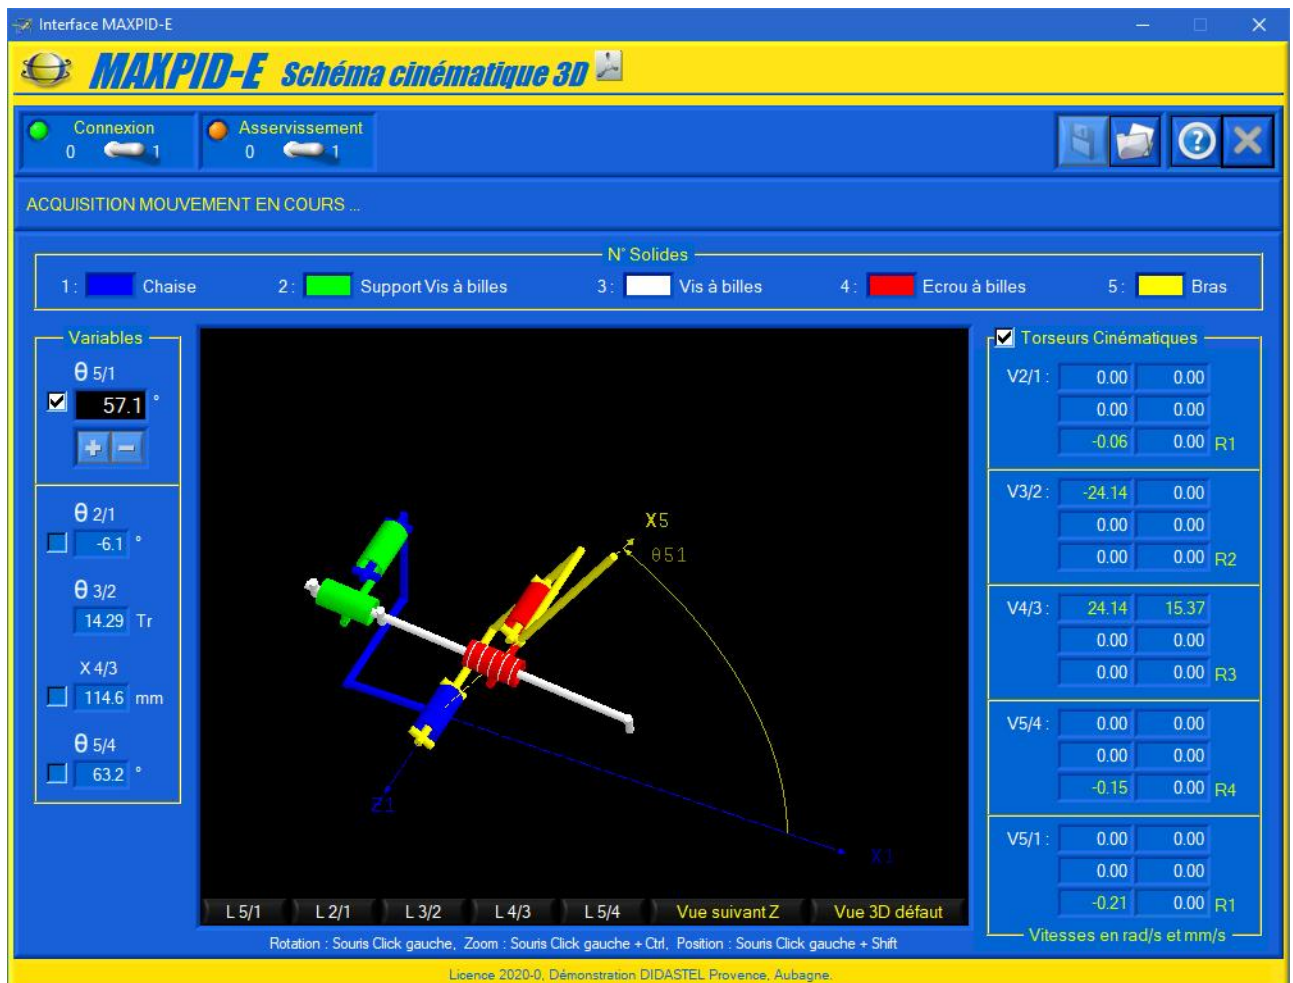 Interface MAXPID-E
MAXPID-E Schéma cinématique 3D
Connexion
0 1
Asservissement
0 1
ACQUISITION MOUVEMENT EN COURS ...
N° Solides
1 : Chaise 2 : Support Vis à billes 3 : Vis à billes 4 : Ecrou à billes 5 : Bras
Variables
θ 5/1
57.1 °
+ −
θ 2/1
-6.1 °
θ 3/2
14.29 Tr
X 4/3
114.6 mm
θ 5/4
63.2 °
X5
θ51
Z1
X1
L 5/1 L 2/1 L 3/2 L 4/3 L 5/4 Vue suivant Z Vue 3D défaut
Rotation : Souris Click gauche, Zoom : Souris Click gauche + Ctrl, Position : Souris Click gauche + Shift
Torseurs Cinématiques
V2/1 : 0.00 0.00
0.00 0.00
-0.06 0.00 R1
V3/2 : -24.14 0.00
0.00 0.00
0.00 0.00 R2
V4/3 : 24.14 15.37
0.00 0.00
0.00 0.00 R3
V5/4 : 0.00 0.00
0.00 0.00
-0.15 0.00 R4
V5/1 : 0.00 0.00
0.00 0.00
-0.21 0.00 R1
Vitesses en rad/s et mm/s
Licence 2020-0, Démonstration DIDASTEL Provence, Aubagne.